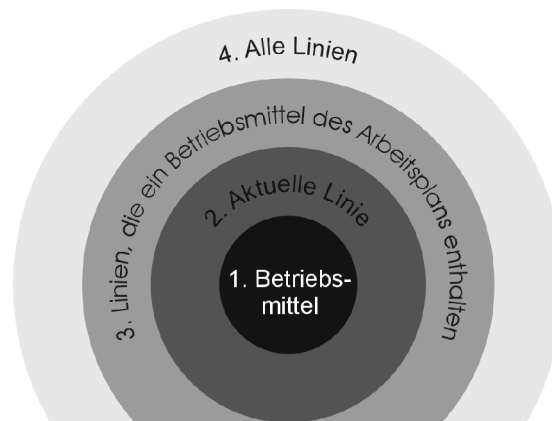 4. Alle Linien
3. Linien, die ein Betriebsmittel des Arbeitsplans enthalten
2. Aktuelle Linie
1. Betriebs-
mittel